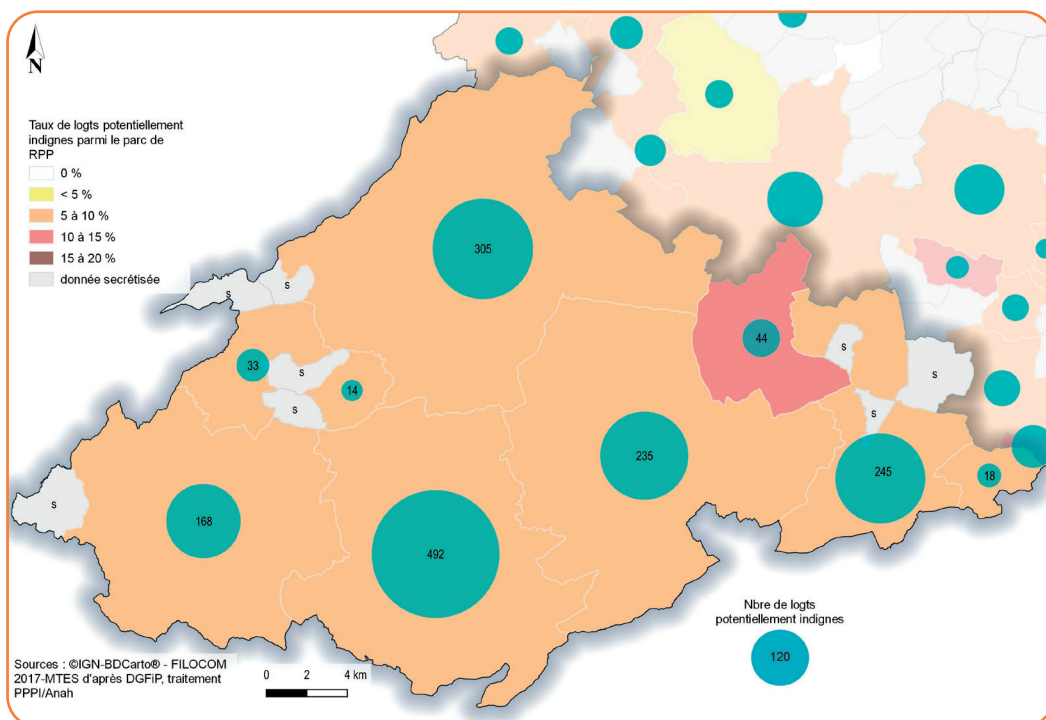 N
Taux de logts potentiellement
indignes parmi le parc de
RPP
0 %
< 5 %
5 à 10 %
10 à 15 %
15 à 20 %
donnée secrétisée
305
s
s
44
s
33
s
14
s
s
s
235
245
18
s
168
492
Nbre de logts
potentiellement indignes
120
Sources : ©IGN-BDCarto® - FILOCOM
2017-MTES d'après DGFiP, traitement
PPPI/Anah
0 2 4 km